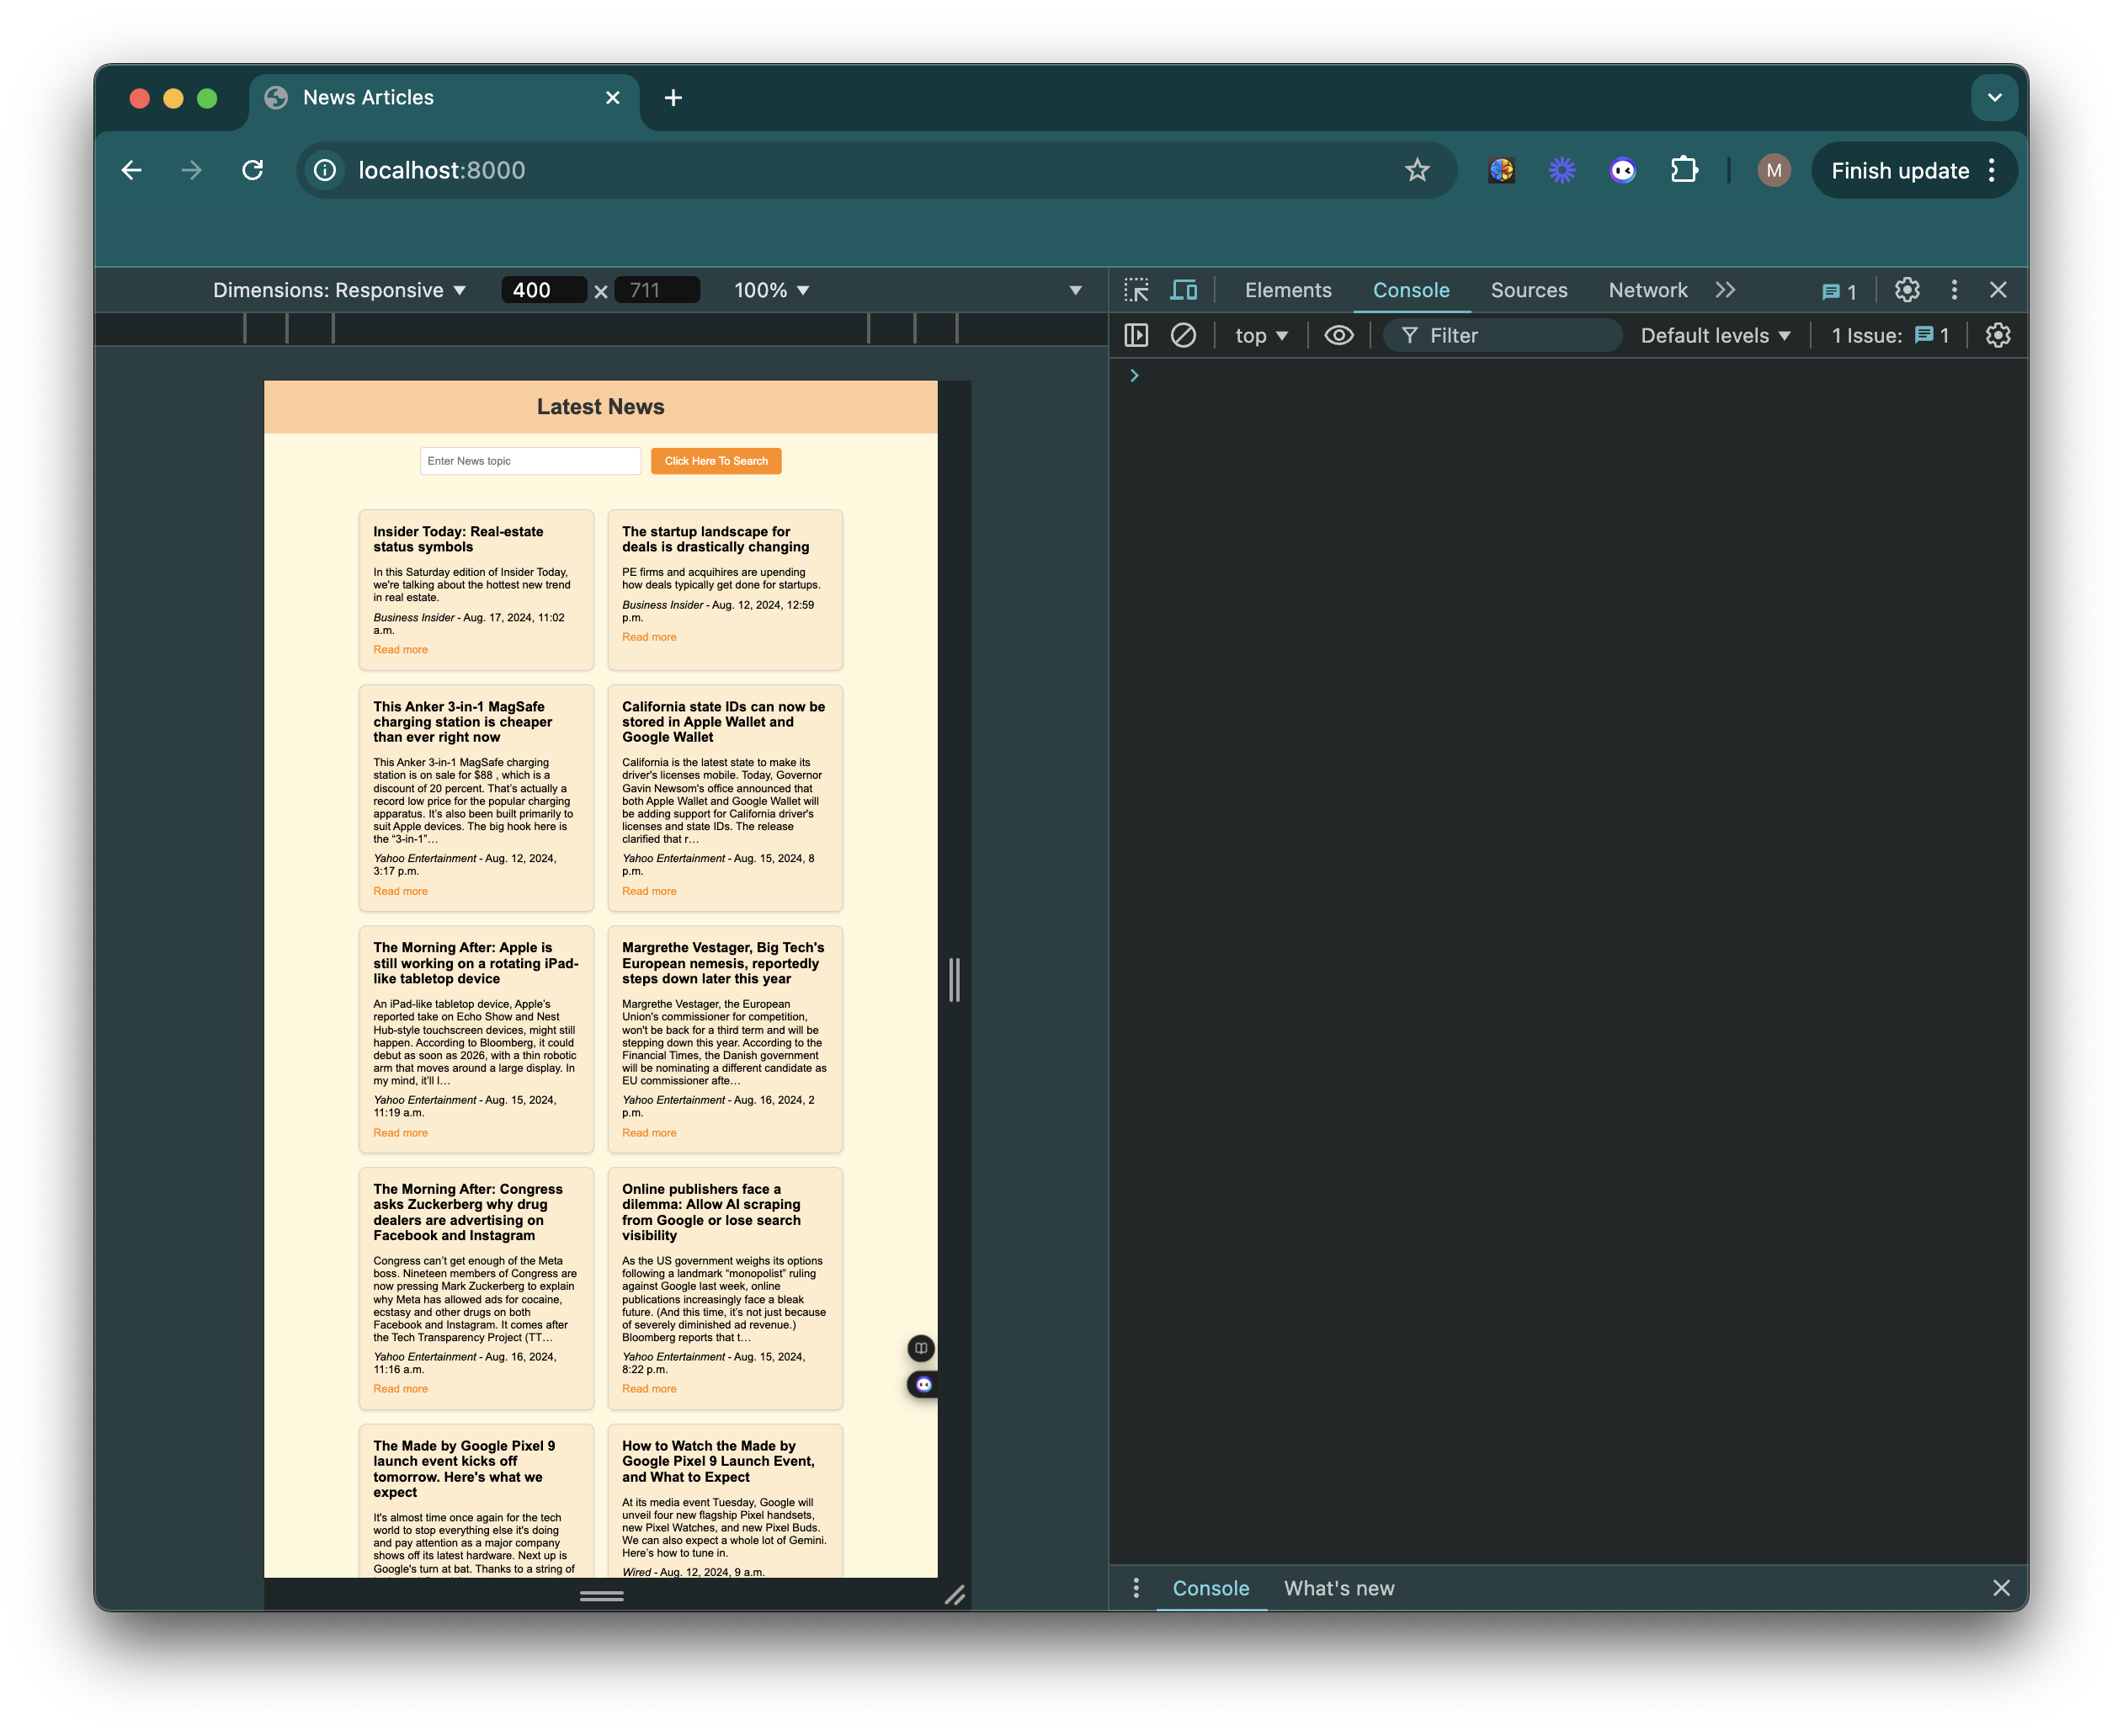 News Articles
localhost:8000
M
Finish update
Dimensions: Responsive
400 × 711
100%
Elements
Console
Sources
Network
1
top
Filter
Default levels
1 Issue:
1
Latest News
Enter News topic
Click Here To Search
Insider Today: Real-estate
status symbols
In this Saturday edition of Insider Today,
we're talking about the hottest new trend
in real estate.
Business Insider - Aug. 17, 2024, 11:02
a.m.
Read more
The startup landscape for
deals is drastically changing
PE firms and acquihires are upending
how deals typically get done for startups.
Business Insider - Aug. 12, 2024, 12:59
p.m.
Read more
This Anker 3-in-1 MagSafe
charging station is cheaper
than ever right now
This Anker 3-in-1 MagSafe charging
station is on sale for $88 , which is a
discount of 20 percent. That’s actually a
record low price for the popular charging
apparatus. It’s also been built primarily to
suit Apple devices. The big hook here is
the “3-in-1”…
Yahoo Entertainment - Aug. 12, 2024,
3:17 p.m.
Read more
California state IDs can now be
stored in Apple Wallet and
Google Wallet
California is the latest state to make its
driver's licenses mobile. Today, Governor
Gavin Newsom's office announced that
both Apple Wallet and Google Wallet will
be adding support for California driver's
licenses and state IDs. The release
clarified that r…
Yahoo Entertainment - Aug. 15, 2024, 8
p.m.
Read more
The Morning After: Apple is
still working on a rotating iPad-
like tabletop device
An iPad-like tabletop device, Apple’s
reported take on Echo Show and Nest
Hub-style touchscreen devices, might still
happen. According to Bloomberg, it could
debut as soon as 2026, with a thin robotic
arm that moves around a large display. In
my mind, it’ll l…
Yahoo Entertainment - Aug. 15, 2024,
11:19 a.m.
Read more
Margrethe Vestager, Big Tech's
European nemesis, reportedly
steps down later this year
Margrethe Vestager, the European
Union's commissioner for competition,
won't be back for a third term and will be
stepping down this year. According to the
Financial Times, the Danish government
will be nominating a different candidate as
EU commissioner afte…
Yahoo Entertainment - Aug. 16, 2024, 2
p.m.
Read more
The Morning After: Congress
asks Zuckerberg why drug
dealers are advertising on
Facebook and Instagram
Congress can’t get enough of the Meta
boss. Nineteen members of Congress are
now pressing Mark Zuckerberg to explain
why Meta has allowed ads for cocaine,
ecstasy and other drugs on both
Facebook and Instagram. It comes after
the Tech Transparency Project (TT…
Yahoo Entertainment - Aug. 16, 2024,
11:16 a.m.
Read more
Online publishers face a
dilemma: Allow AI scraping
from Google or lose search
visibility
As the US government weighs its options
following a landmark “monopolist” ruling
against Google last week, online
publications increasingly face a bleak
future. (And this time, it’s not just because
of severely diminished ad revenue.)
Bloomberg reports that t…
Yahoo Entertainment - Aug. 15, 2024,
8:22 p.m.
Read more
The Made by Google Pixel 9
launch event kicks off
tomorrow. Here's what we
expect
It's almost time once again for the tech
world to stop everything else it's doing
and pay attention as a major company
shows off its latest hardware. Next up is
Google's turn at bat. Thanks to a string of
How to Watch the Made by
Google Pixel 9 Launch Event,
and What to Expect
At its media event Tuesday, Google will
unveil four new flagship Pixel handsets,
new Pixel Watches, and new Pixel Buds.
We can also expect a whole lot of Gemini.
Here’s how to tune in.
Wired - Aug. 12, 2024, 9 a.m.
Console
What's new